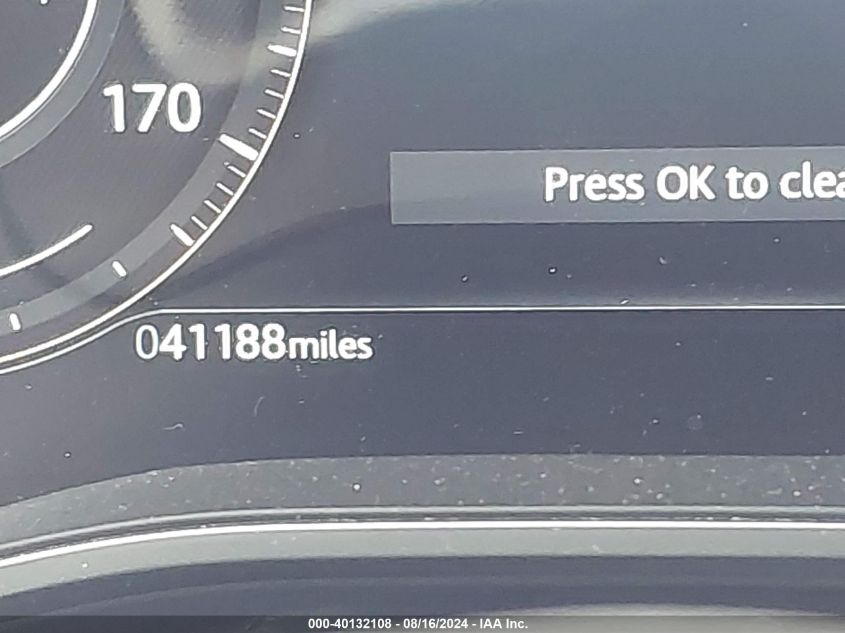 170
Press OK to clea
041188miles
000-40132108 - 08/16/2024 - IAA Inc.